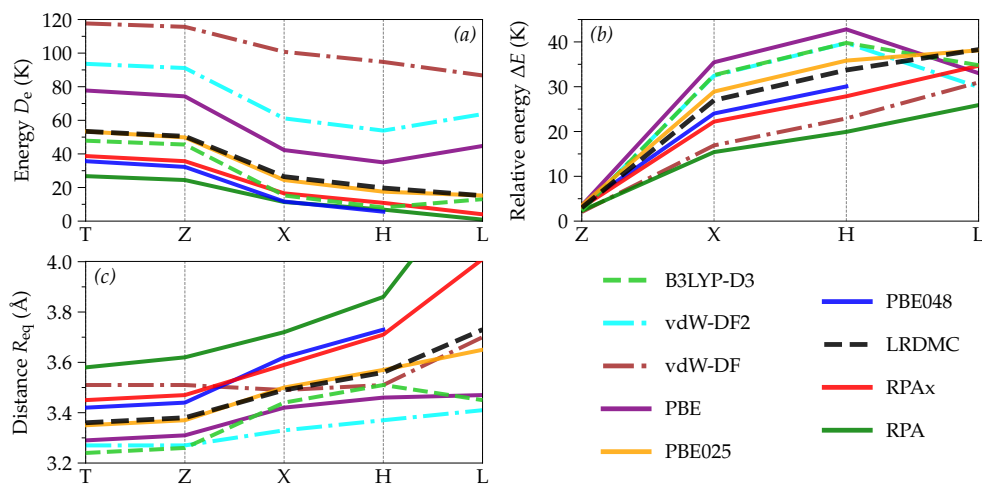 120
100
80
60
40
20
0
Energy Dₑ (K)
(a)
T Z X H L
40
30
20
10
0
Relative energy ΔE (K)
(b)
Z X H L
4.0
3.8
3.6
3.4
3.2
Distance R_eq (Å)
(c)
T Z X H L
B3LYP-D3
vdW-DF2
vdW-DF
PBE
PBE025
PBE048
LRDMC
RPAx
RPA